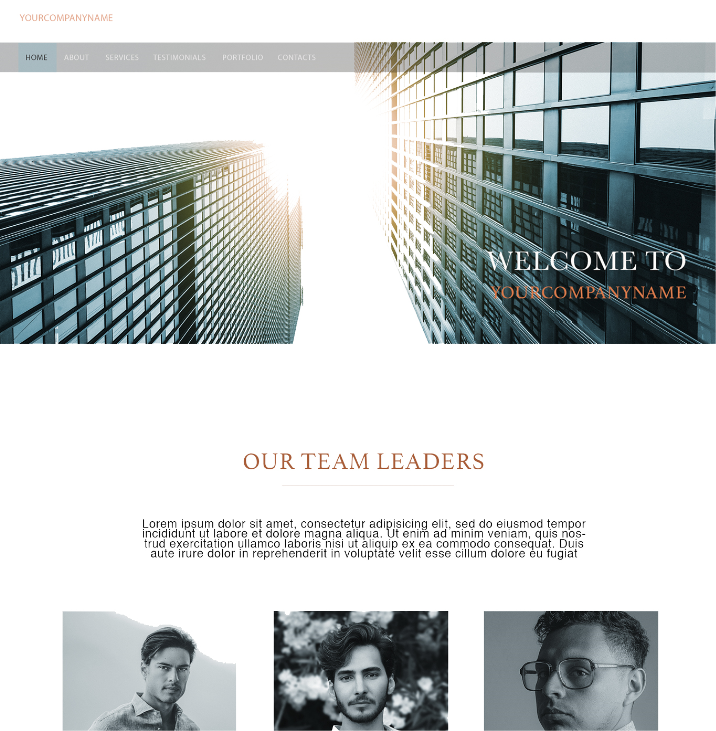 YOURCOMPANYNAME
HOME ABOUT SERVICES TESTIMONIALS PORTFOLIO CONTACTS
WELCOME TO
YOURCOMPANYNAME
OUR TEAM LEADERS
Lorem ipsum dolor sit amet, consectetur adipisicing elit, sed do eiusmod tempor
incididunt ut labore et dolore magna aliqua. Ut enim ad minim veniam, quis nos-
trud exercitation ullamco laboris nisi ut aliquip ex ea commodo consequat. Duis
aute irure dolor in reprehenderit in voluptate velit esse cillum dolore eu fugiat